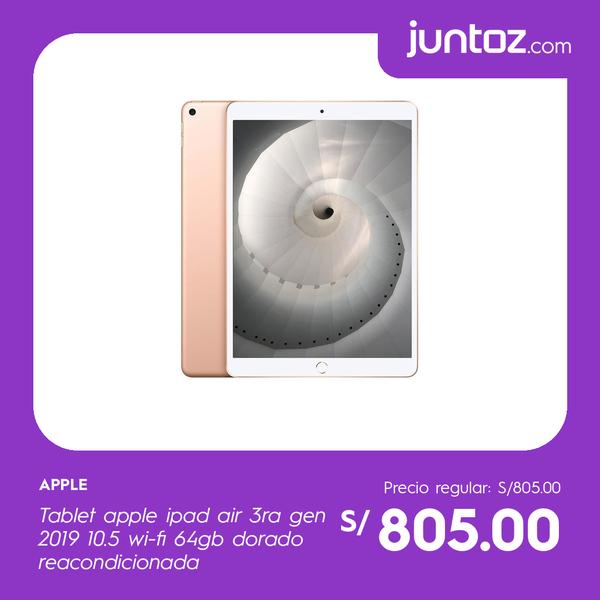 juntoz.com
APPLE
Precio regular: S/805.00
Tablet apple ipad air 3ra gen
2019 10.5 wi-fi 64gb dorado
reacondicionada
S/ 805.00